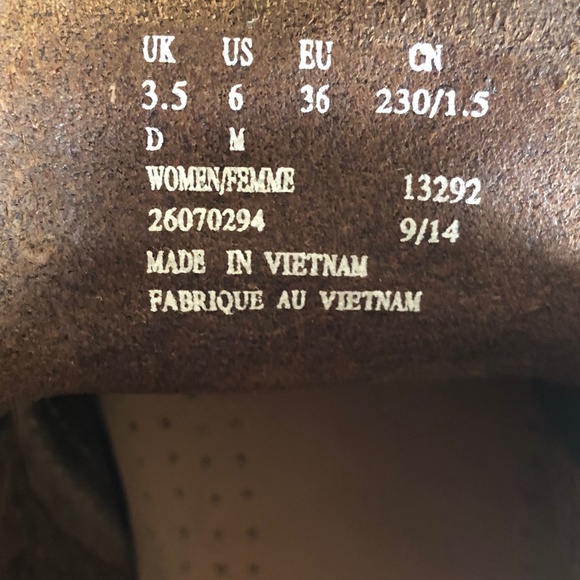 UK US EU CN
3.5 6 36 230/1.5
D M
WOMEN/FEMME 13292
26070294 9/14
MADE IN VIETNAM
FABRIQUE AU VIETNAM